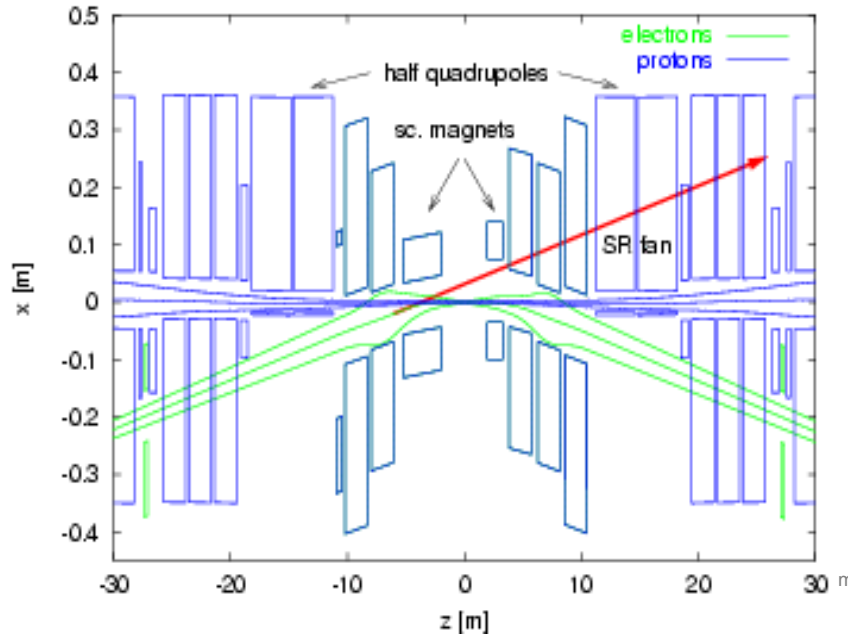 0.5
electrons
protons
0.4
half quadrupoles
0.3
sc. magnets
0.2
0.1
SR fan
x [m]
0
-0.1
-0.2
-0.3
-0.4
-30 -20 -10 0 10 20 30 m
z [m]